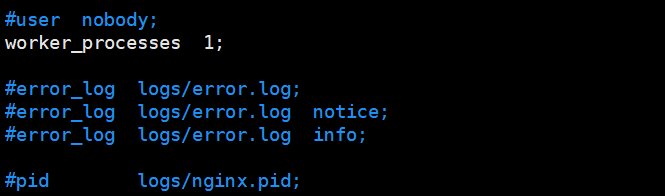 #user  nobody;
worker_processes  1;

#error_log  logs/error.log;
#error_log  logs/error.log  notice;
#error_log  logs/error.log  info;

#pid        logs/nginx.pid;